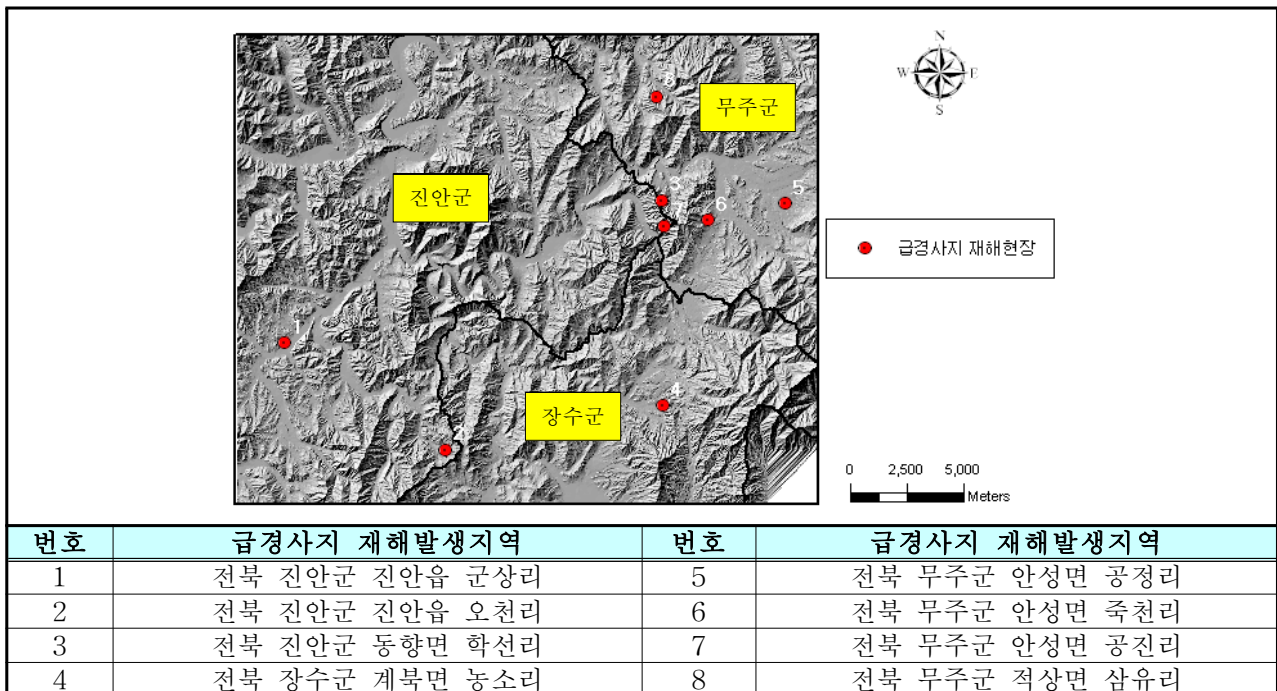 N
W E
S
8
무주군
진안군
3
5
7
6
급경사지 재해현장
1
4
장수군
0 2,500 5,000
Meters
번호 급경사지 재해발생지역 번호 급경사지 재해발생지역
1 전북 진안군 진안읍 군상리 5 전북 무주군 안성면 공정리
2 전북 진안군 진안읍 오천리 6 전북 무주군 안성면 죽천리
3 전북 진안군 동향면 학선리 7 전북 무주군 안성면 공진리
4 전북 장수군 계북면 농소리 8 전북 무주군 적상면 삼유리